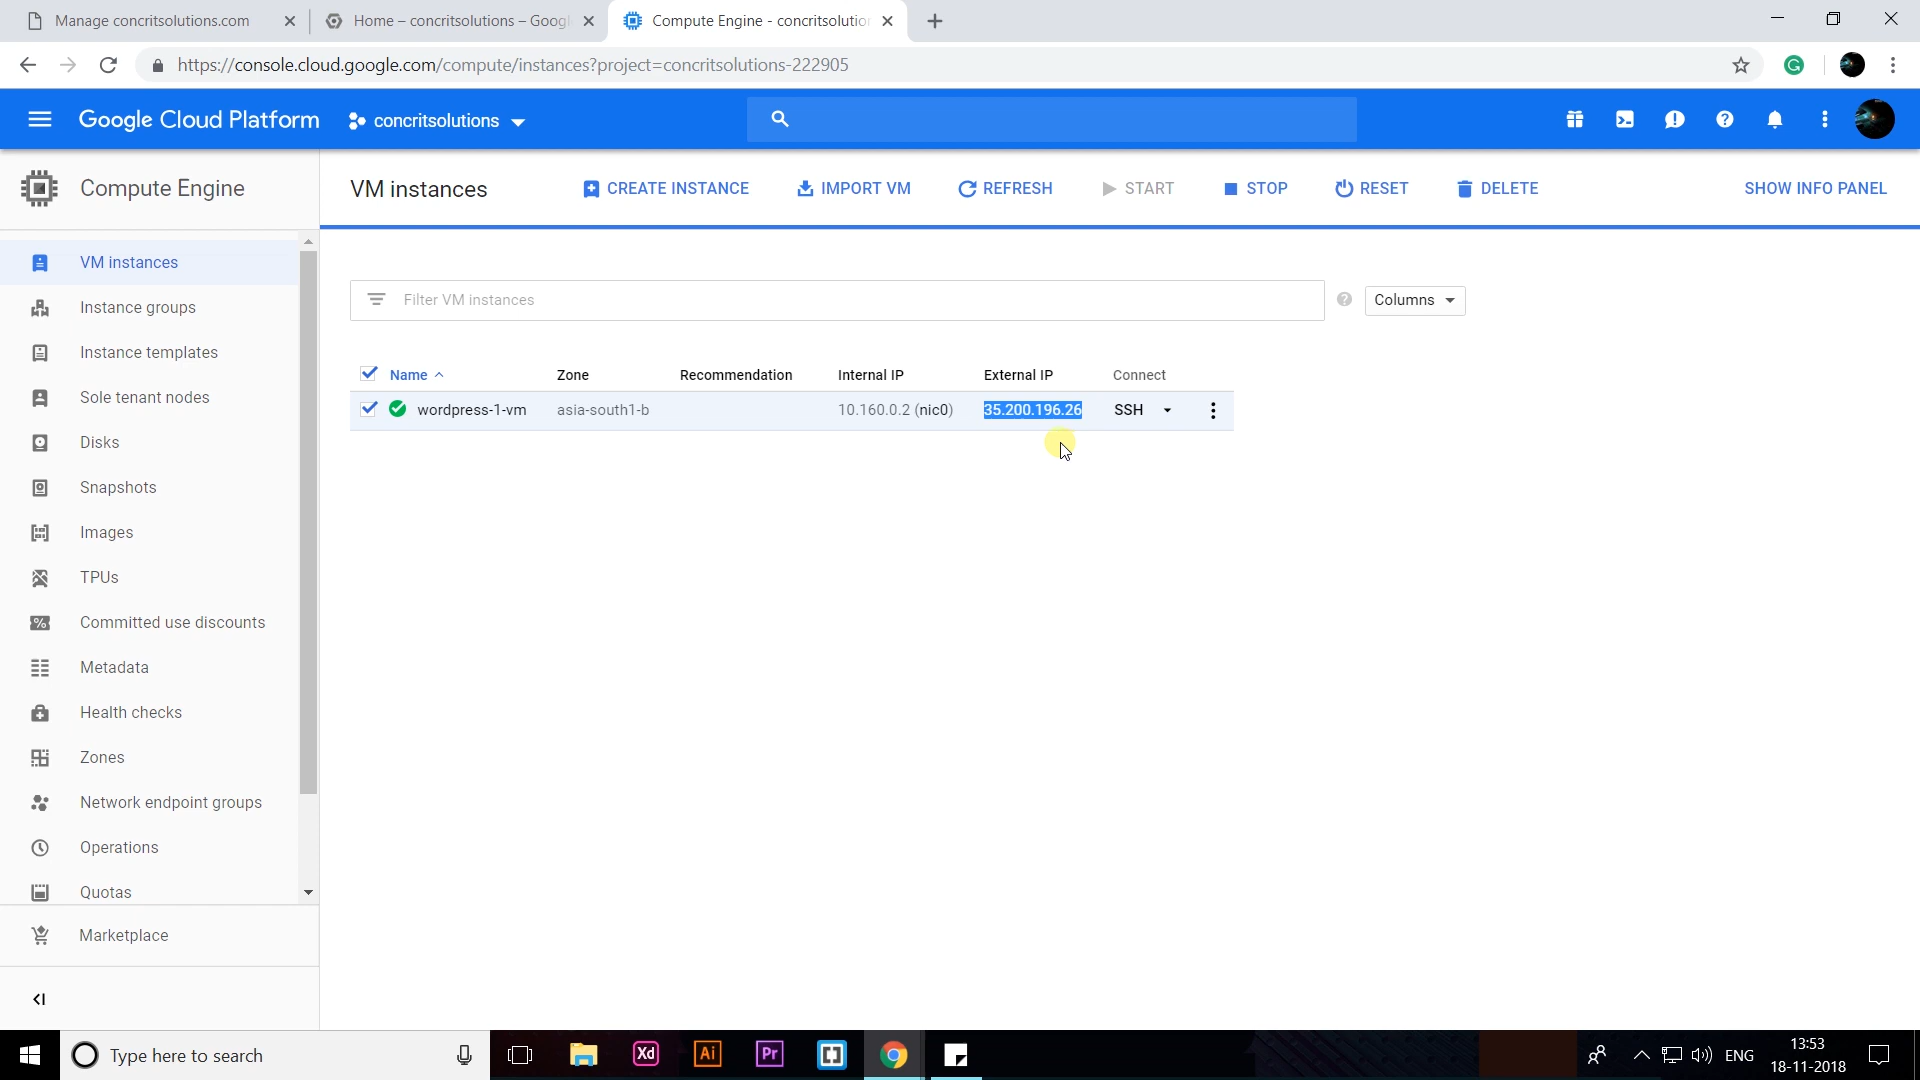 Manage concritsolutions.com
Home – concritsolutions – Googl
Compute Engine - concritsolution
https://console.cloud.google.com/compute/instances?project=concritsolutions-222905
Google Cloud Platform
concritsolutions
Compute Engine
VM instances
CREATE INSTANCE
IMPORT VM
REFRESH
START
STOP
RESET
DELETE
SHOW INFO PANEL
VM instances
Instance groups
Instance templates
Sole tenant nodes
Disks
Snapshots
Images
TPUs
Committed use discounts
Metadata
Health checks
Zones
Network endpoint groups
Operations
Quotas
Marketplace
Filter VM instances
Columns
Name Zone Recommendation Internal IP External IP Connect
wordpress-1-vm asia-south1-b 10.160.0.2 (nic0) 35.200.196.26 SSH
Type here to search
Xd
Ai
Pr
ENG
13:53
18-11-2018